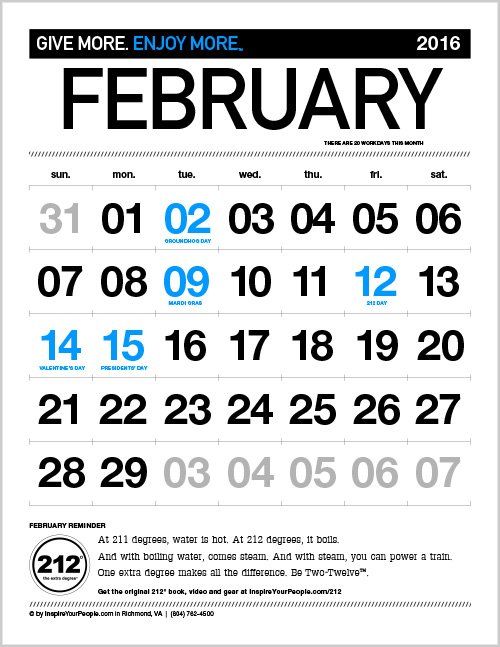 GIVE MORE. ENJOY MORE.™ 2016
FEBRUARY
THERE ARE 20 WORKDAYS THIS MONTH
sun. mon. tue. wed. thu. fri. sat.
31 01 02 03 04 05 06
GROUNDHOG DAY
07 08 09 10 11 12 13
MARDI GRAS 212 DAY
14 15 16 17 18 19 20
VALENTINE'S DAY PRESIDENTS' DAY
21 22 23 24 25 26 27
28 29 03 04 05 06 07
FEBRUARY REMINDER
212°
the extra degree®
At 211 degrees, water is hot. At 212 degrees, it boils.
And with boiling water, comes steam. And with steam, you can power a train.
One extra degree makes all the difference. Be Two-Twelve™.
Get the original 212° book, video and gear at InspireYourPeople.com/212
© by InspireYourPeople.com in Richmond, VA | (804) 762-4500